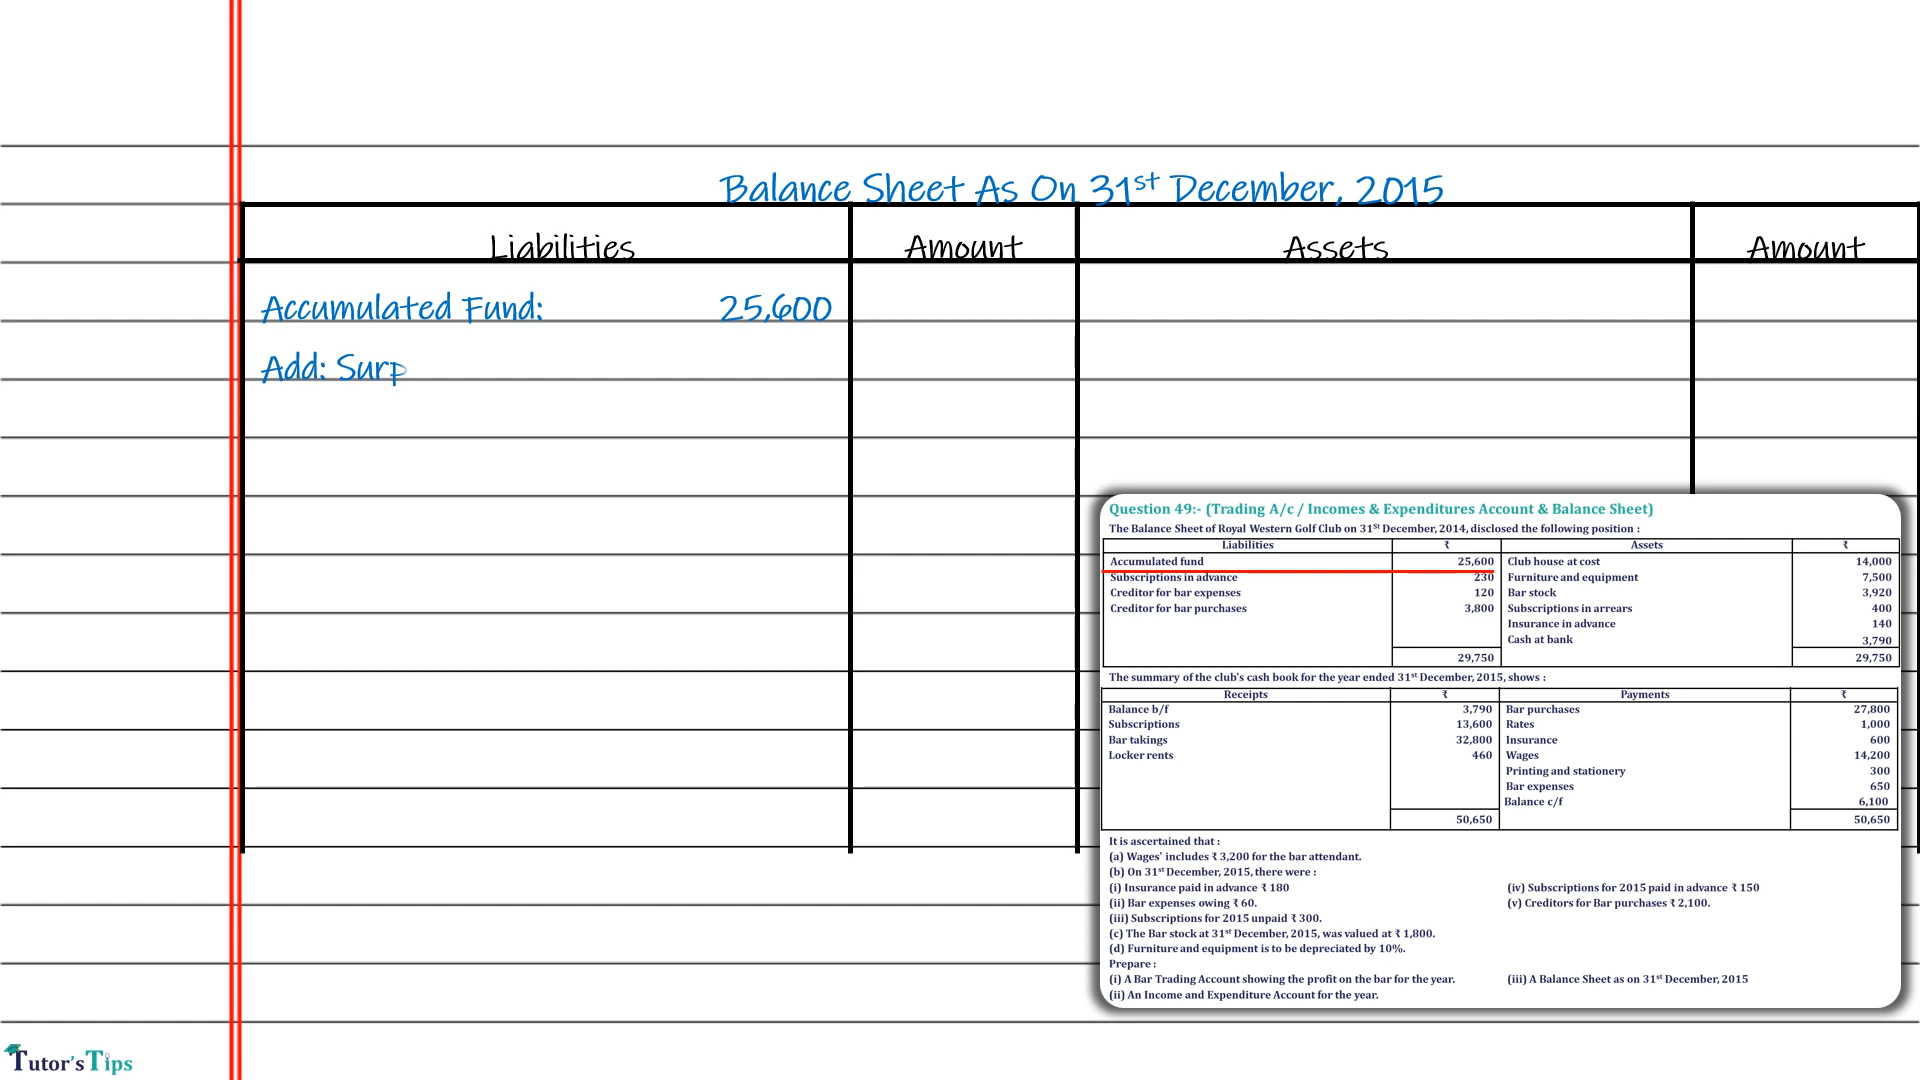 Balance Sheet As On 31st December, 2015
Liabilities Amount Assets Amount
Accumulated Fund: 25,600
Add: Surp
Question 49:- (Trading A/c / Incomes & Expenditures Account & Balance Sheet)
The Balance Sheet of Royal Western Golf Club on 31St December, 2014, disclosed the following position :
Liabilities ₹ Assets ₹
Accumulated fund 25,600 Club house at cost 14,000
Subscriptions in advance 230 Furniture and equipment 7,500
Creditor for bar expenses 120 Bar stock 3,920
Creditor for bar purchases 3,800 Subscriptions in arrears 400
Insurance in advance 140
Cash at bank 3,790
29,750 29,750
The summary of the club's cash book for the year ended 31st December, 2015, shows :
Receipts ₹ Payments ₹
Balance b/f 3,790 Bar purchases 27,800
Subscriptions 13,600 Rates 1,000
Bar takings 32,800 Insurance 600
Locker rents 460 Wages 14,200
Printing and stationery 300
Bar expenses 650
Balance c/f 6,100
50,650 50,650
It is ascertained that :
(a) Wages' includes ₹ 3,200 for the bar attendant.
(b) On 31st December, 2015, there were :
(i) Insurance paid in advance ₹ 180 (iv) Subscriptions for 2015 paid in advance ₹ 150
(ii) Bar expenses owing ₹ 60. (v) Creditors for Bar purchases ₹ 2,100.
(iii) Subscriptions for 2015 unpaid ₹ 300.
(c) The Bar stock at 31st December, 2015, was valued at ₹ 1,800.
(d) Furniture and equipment is to be depreciated by 10%.
Prepare :
(i) A Bar Trading Account showing the profit on the bar for the year. (iii) A Balance Sheet as on 31st December, 2015
(ii) An Income and Expenditure Account for the year.
Tutor'sTips